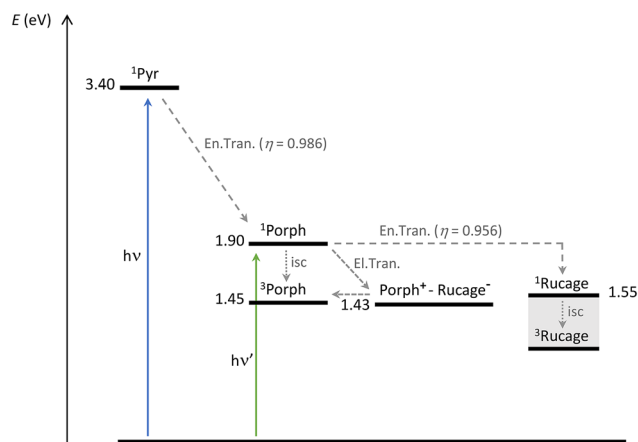 E (eV)
¹Pyr
3.40
En.Tran. (η = 0.986)
¹Porph
En.Tran. (η = 0.956)
1.90
hν
isc
El.Tran.
³Porph
Porph⁺ - Rucage⁻
¹Rucage
1.45
1.43
1.55
isc
³Rucage
hν'